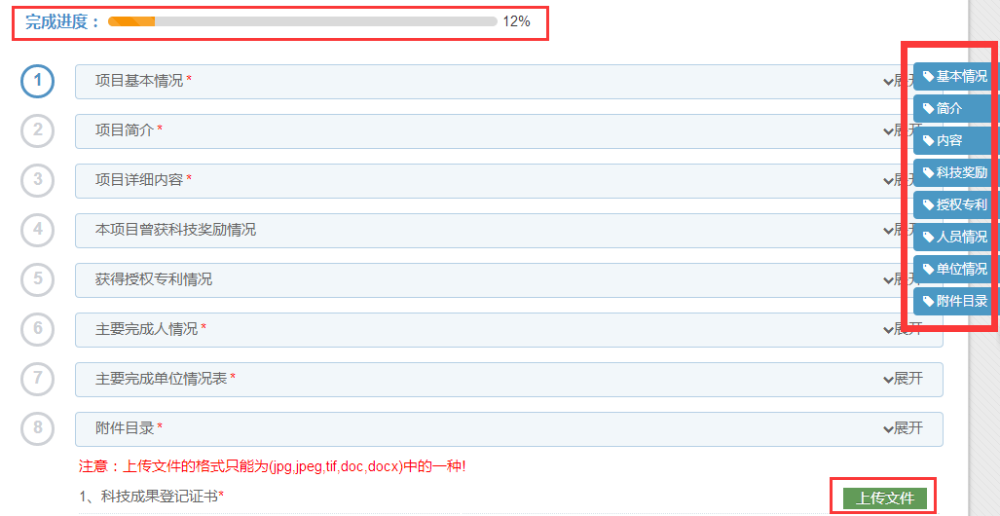 完成进度： 12%
1 项目基本情况* 展开
2 项目简介* 展开
3 项目详细内容* 展开
4 本项目曾获科技奖励情况 展开
5 获得授权专利情况 展开
6 主要完成人情况* 展开
7 主要完成单位情况表* 展开
8 附件目录* 展开
基本情况
简介
内容
科技奖励
授权专利
人员情况
单位情况
附件目录
注意：上传文件的格式只能为(jpg,jpeg,tif,doc,docx)中的一种!
1、科技成果登记证书* 上传文件